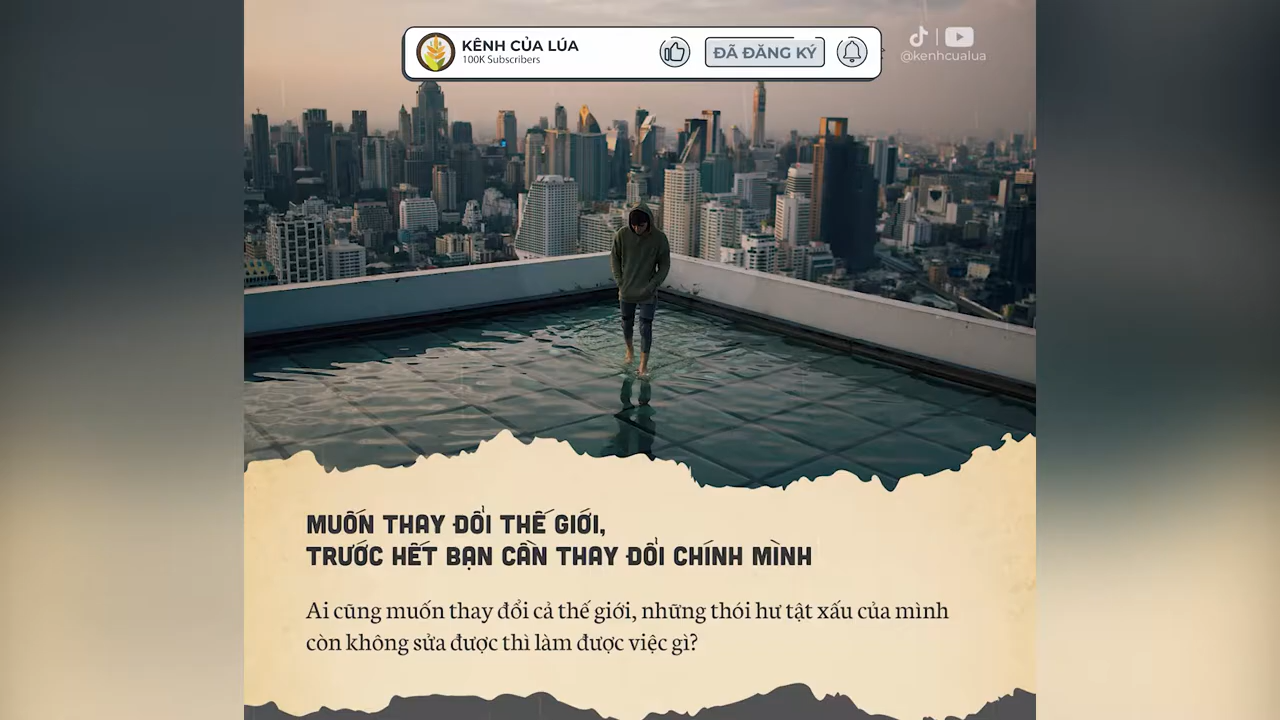 KÊNH CỦA LÚA
100K Subscribers
ĐÃ ĐĂNG KÝ
@kenhcualua
MUỐN THAY ĐỔI THẾ GIỚI,
TRƯỚC HẾT BẠN CẦN THAY ĐỔI CHÍNH MÌNH
Ai cũng muốn thay đổi cả thế giới, những thói hư tật xấu của mình
còn không sửa được thì làm được việc gì?